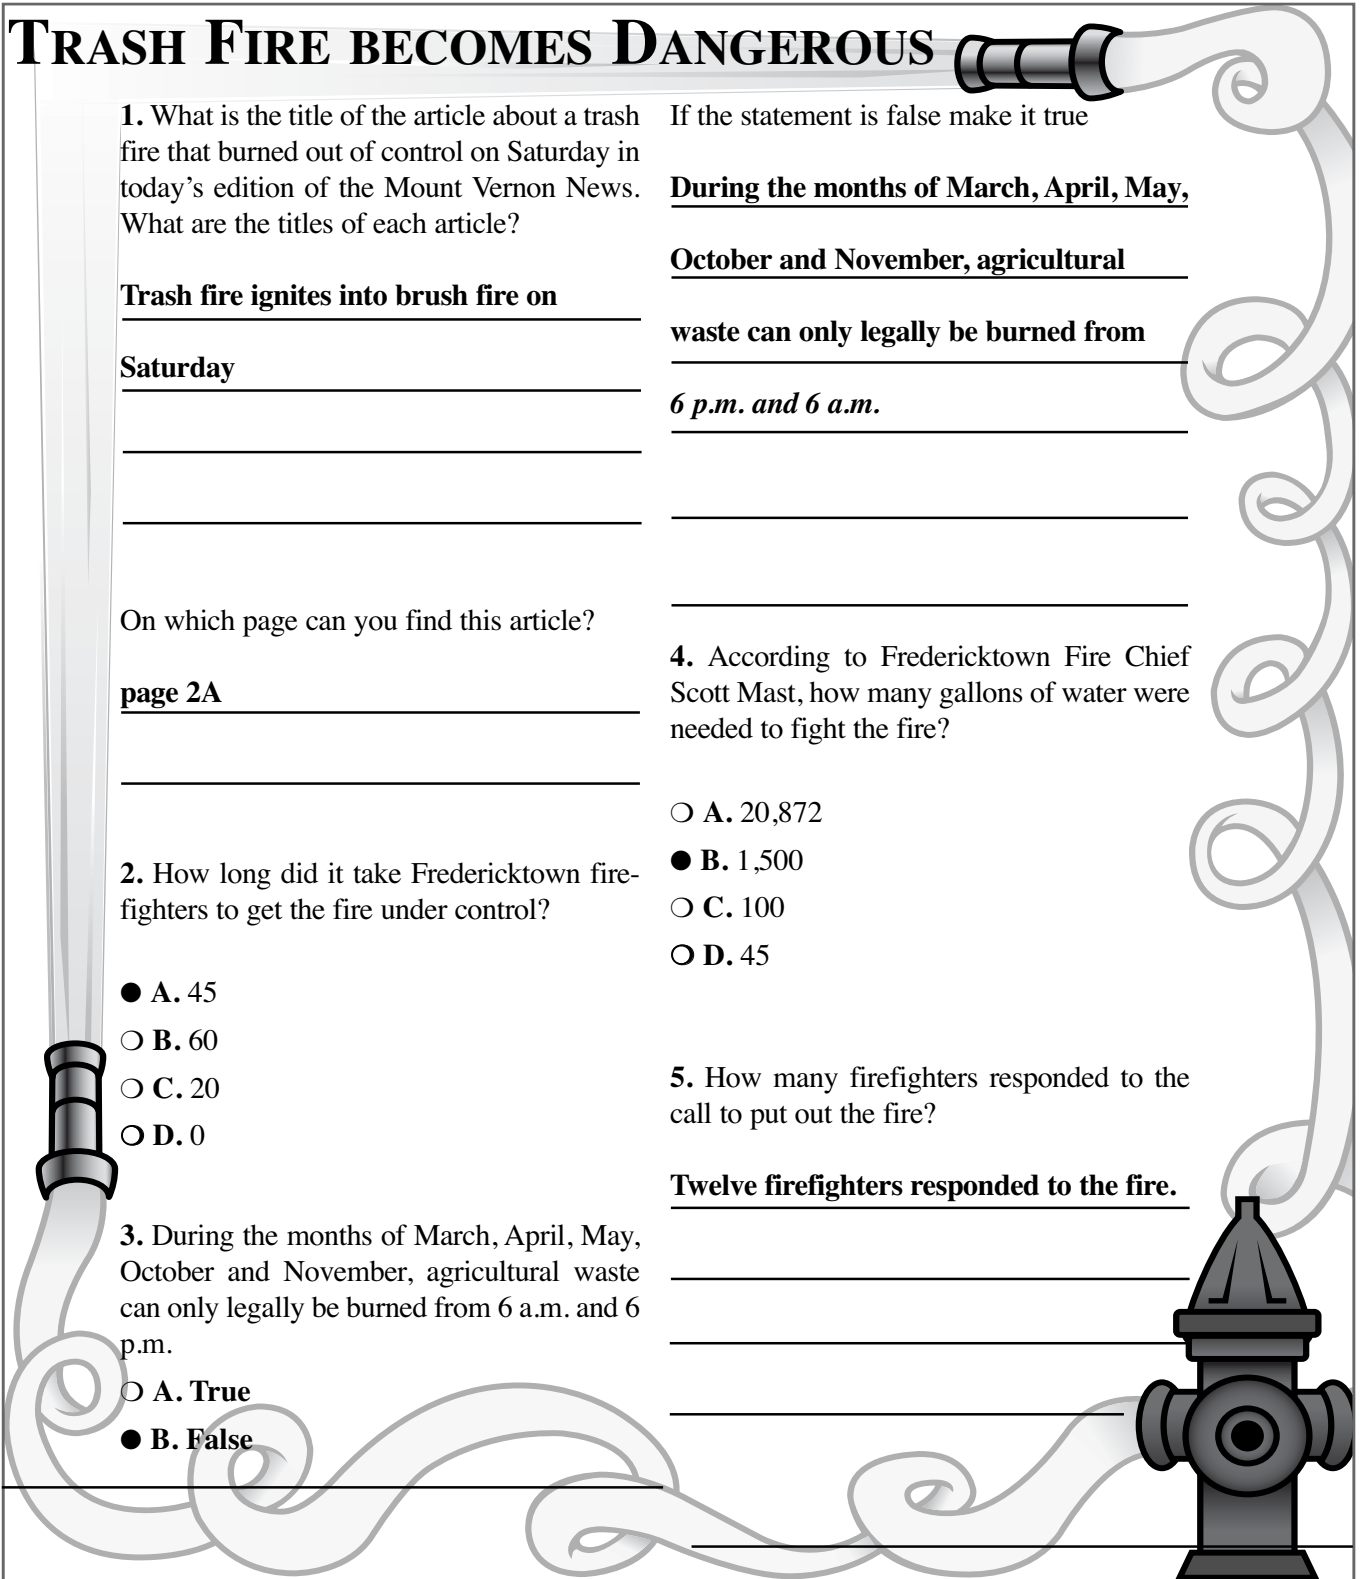 TRASH FIRE BECOMES DANGEROUS
1. What is the title of the article about a trash
fire that burned out of control on Saturday in
today's edition of the Mount Vernon News.
What are the titles of each article?
Trash fire ignites into brush fire on
Saturday
On which page can you find this article?
page 2A
2. How long did it take Fredericktown fire-
fighters to get the fire under control?
● A. 45
❍ B. 60
❍ C. 20
❍ D. 0
3. During the months of March, April, May,
October and November, agricultural waste
can only legally be burned from 6 a.m. and 6
p.m.
❍ A. True
● B. False
If the statement is false make it true
During the months of March, April, May,
October and November, agricultural
waste can only legally be burned from
6 p.m. and 6 a.m.
4. According to Fredericktown Fire Chief
Scott Mast, how many gallons of water were
needed to fight the fire?
❍ A. 20,872
● B. 1,500
❍ C. 100
❍ D. 45
5. How many firefighters responded to the
call to put out the fire?
Twelve firefighters responded to the fire.